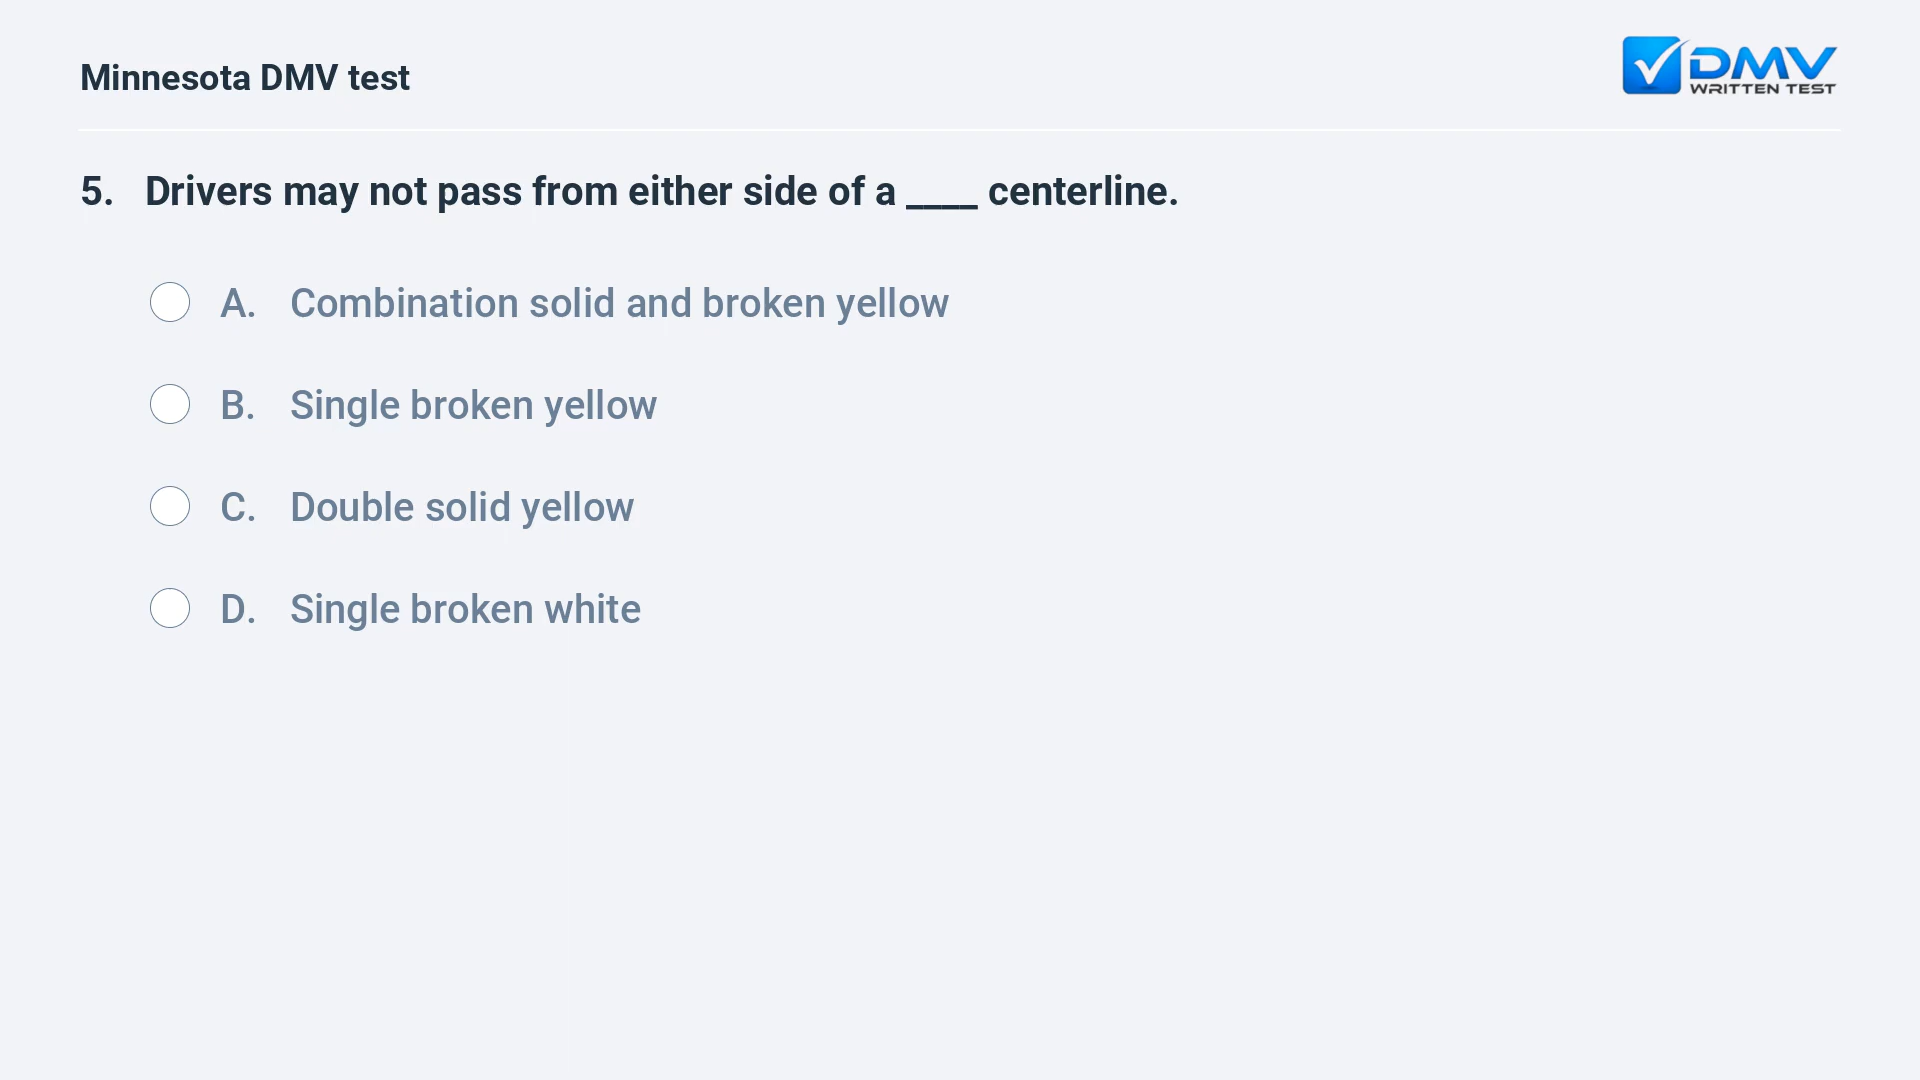 Minnesota DMV test
DMV
WRITTEN TEST
5. Drivers may not pass from either side of a ____ centerline.
A. Combination solid and broken yellow
B. Single broken yellow
C. Double solid yellow
D. Single broken white